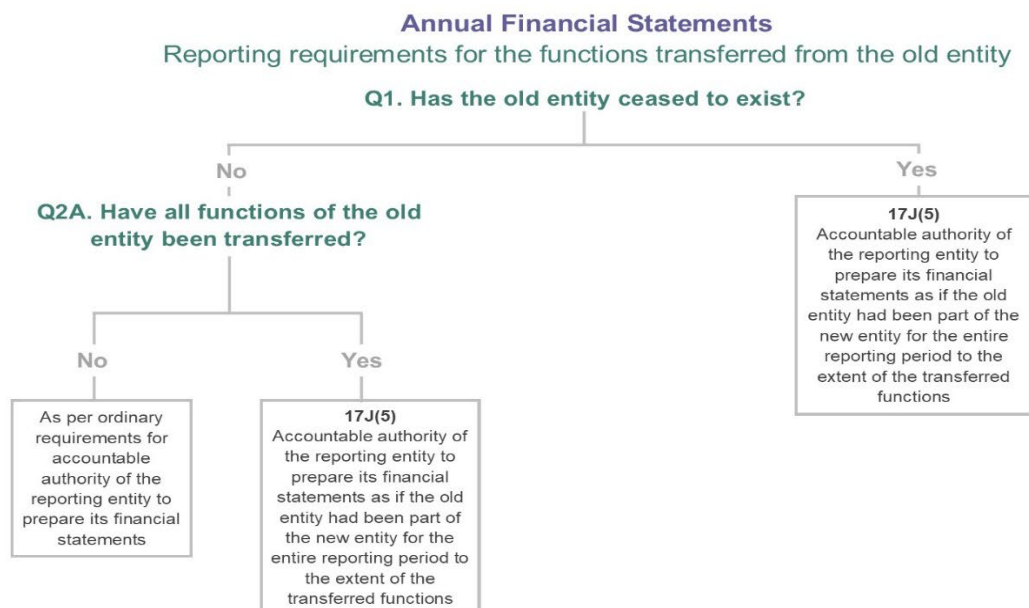 Annual Financial Statements
Reporting requirements for the functions transferred from the old entity
Q1. Has the old entity ceased to exist?
No
Yes
Q2A. Have all functions of the old
entity been transferred?
17J(5)
Accountable authority of
the reporting entity to
prepare its financial
statements as if the old
entity had been part of the
new entity for the entire
reporting period to the
extent of the transferred
functions
No
Yes
As per ordinary
requirements for
accountable
authority of the
reporting entity to
prepare its financial
statements
17J(5)
Accountable authority of
the reporting entity to
prepare its financial
statements as if the old
entity had been part of
the new entity for the
entire reporting period to
the extent of the
transferred functions